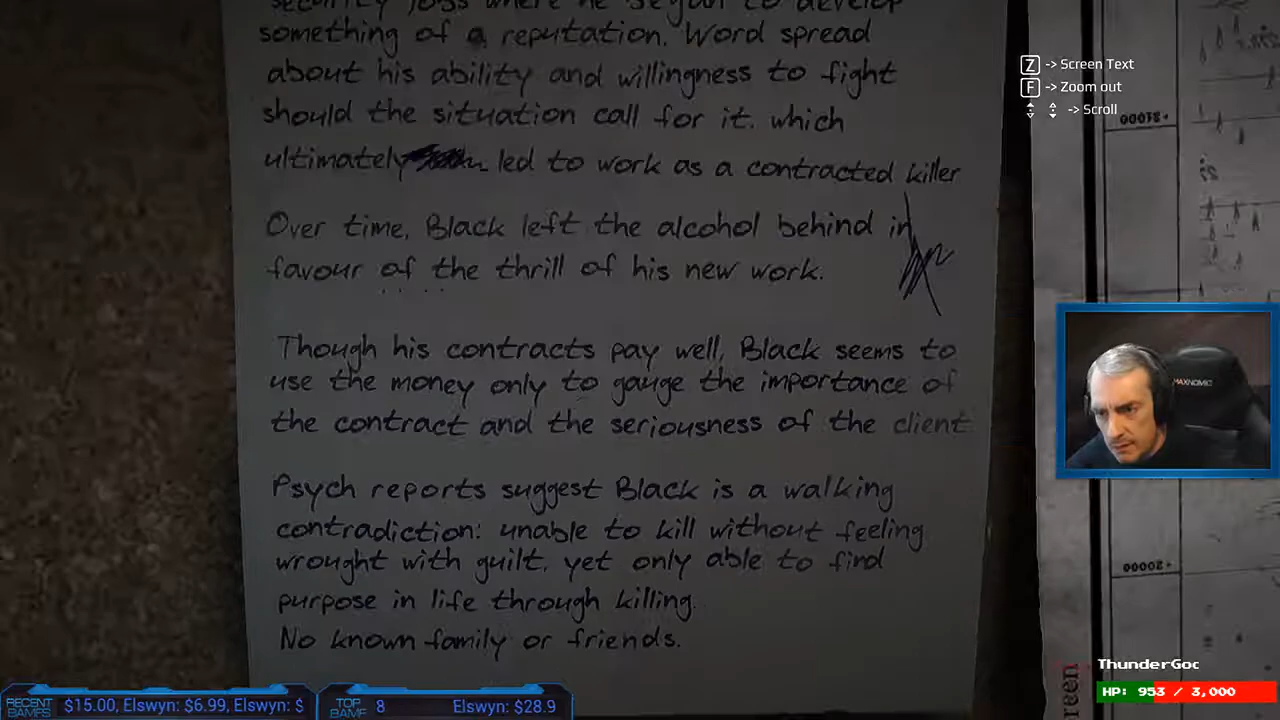 something of a reputation. Word spread
about his ability and willingness to fight
should the situation call for it. which
ultimately led to work as a contracted killer
Over time, Black left the alcohol behind in
favour of the thrill of his new work.
Though his contracts pay well, Black seems to
use the money only to gauge the importance of
the contract and the seriousness of the client
Psych reports suggest Black is a walking
contradiction: unable to kill without feeling
wrought with guilt, yet only able to find
purpose in life through killing.
No known family or friends.
Z -> Screen Text
F -> Zoom out
-> Scroll
MAXNOMIC
ThunderGoc
HP: 953 / 3,000
RECENT
BAMFS
$15.00, Elswyn: $6.99, Elswyn: $
TOP
BAMF
8
Elswyn: $28.9